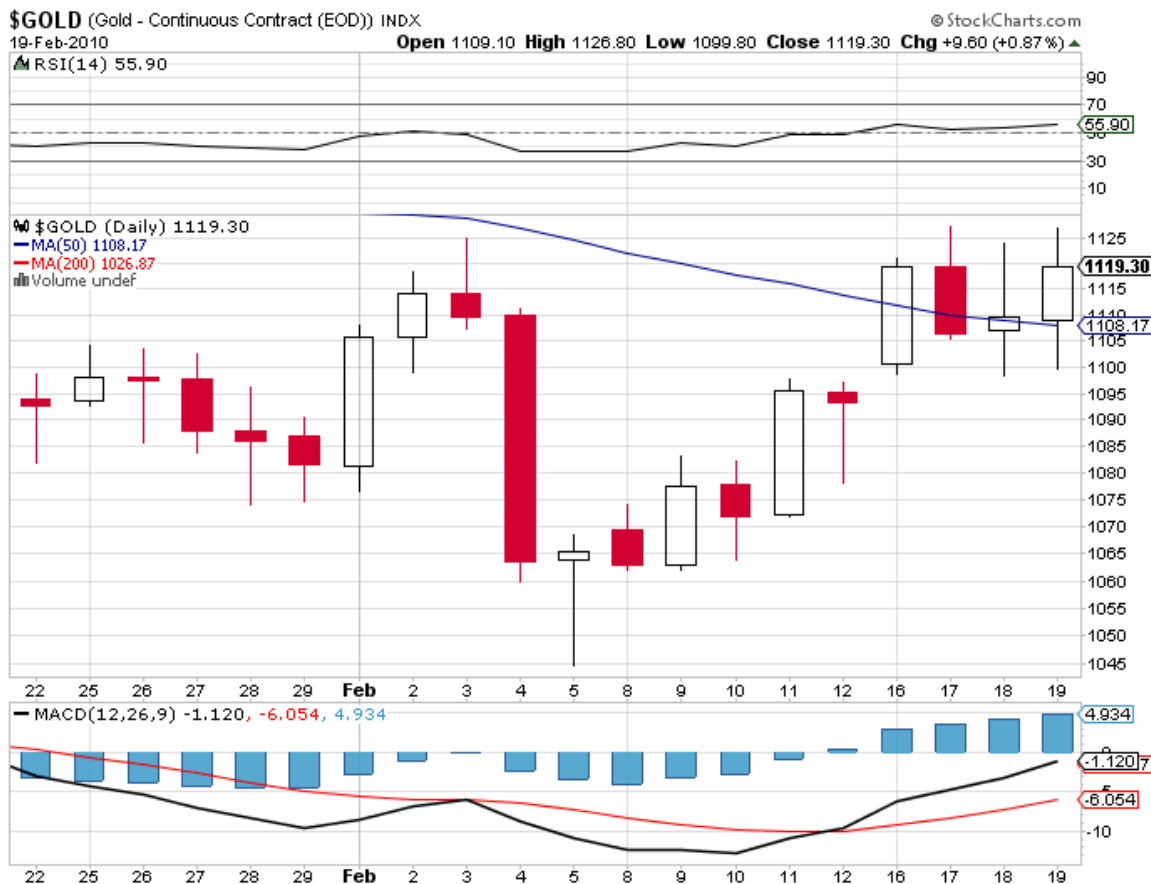 $GOLD (Gold - Continuous Contract (EOD)) INDX © StockCharts.com
19-Feb-2010 Open 1109.10 High 1126.80 Low 1099.80 Close 1119.30 Chg +9.60 (+0.87%)
RSI(14) 55.90
90
70
55.90
30
10
$GOLD (Daily) 1119.30
MA(50) 1108.17
MA(200) 1026.87
Volume undef
1125
1119.30
1115
1108.17
1105
1100
1095
1090
1085
1080
1075
1070
1065
1060
1055
1050
1045
22 25 26 27 28 29 Feb 2 3 4 5 8 9 10 11 12 16 17 18 19
MACD(12,26,9) -1.120, -6.054, 4.934
4.934
-1.120
-6.054
-10
22 25 26 27 28 29 Feb 2 3 4 5 8 9 10 11 12 16 17 18 19